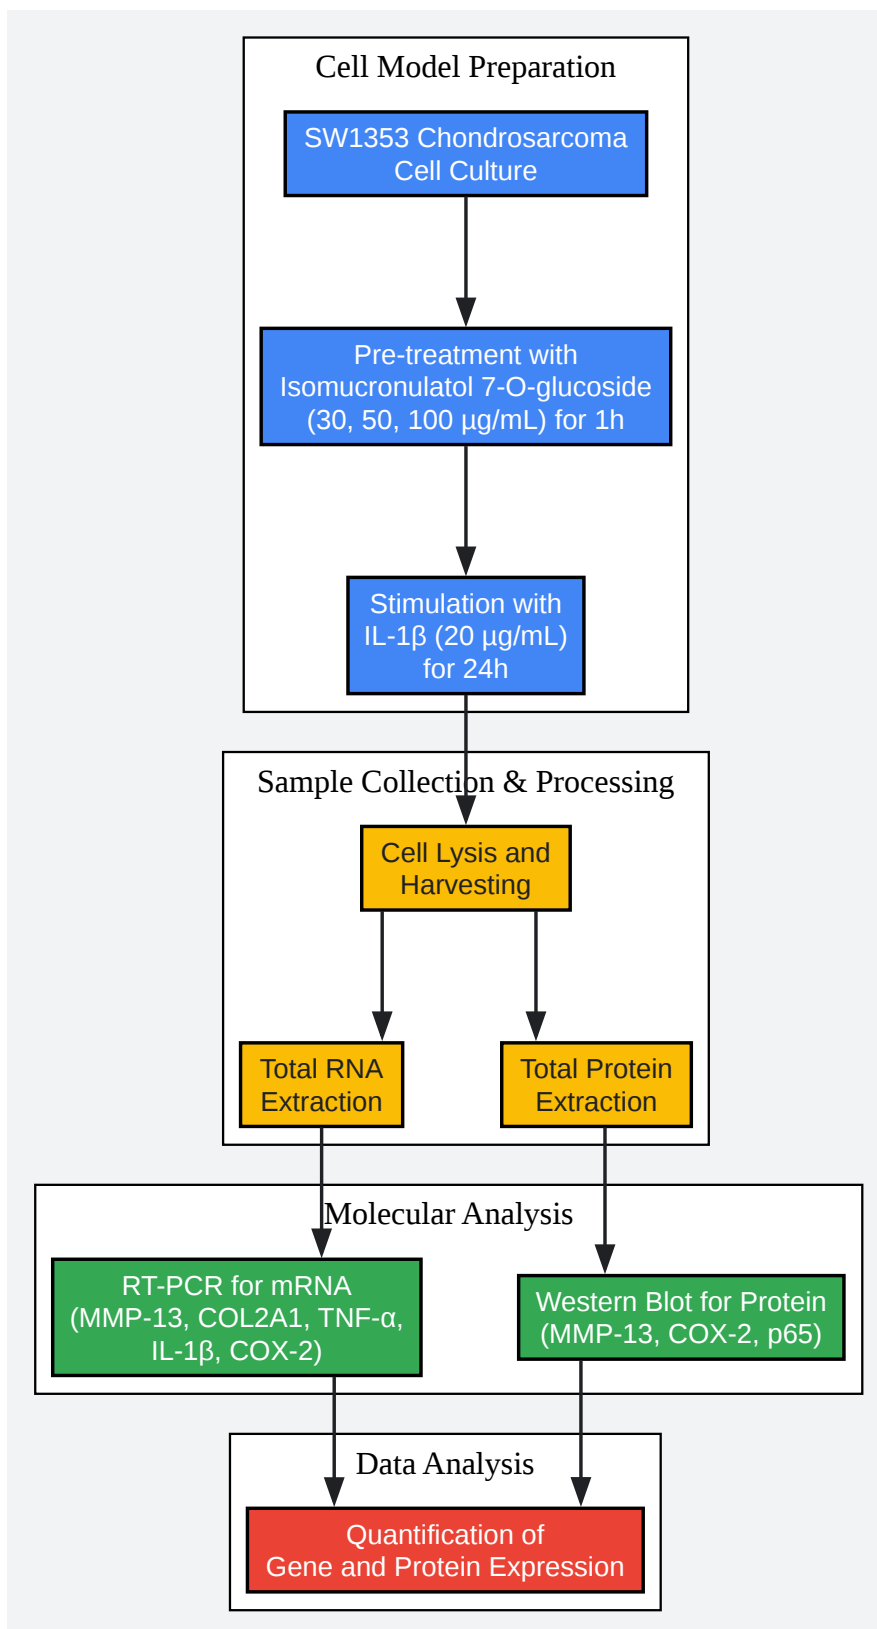 Cell Model Preparation
SW1353 Chondrosarcoma
Cell Culture
Pre-treatment with
Isomucronulatol 7-O-glucoside
(30, 50, 100 µg/mL) for 1h
Stimulation with
IL-1β (20 µg/mL)
for 24h
Sample Collection & Processing
Cell Lysis and
Harvesting
Total RNA
Extraction
Total Protein
Extraction
Molecular Analysis
RT-PCR for mRNA
(MMP-13, COL2A1, TNF-α,
IL-1β, COX-2)
Western Blot for Protein
(MMP-13, COX-2, p65)
Data Analysis
Quantification of
Gene and Protein Expression